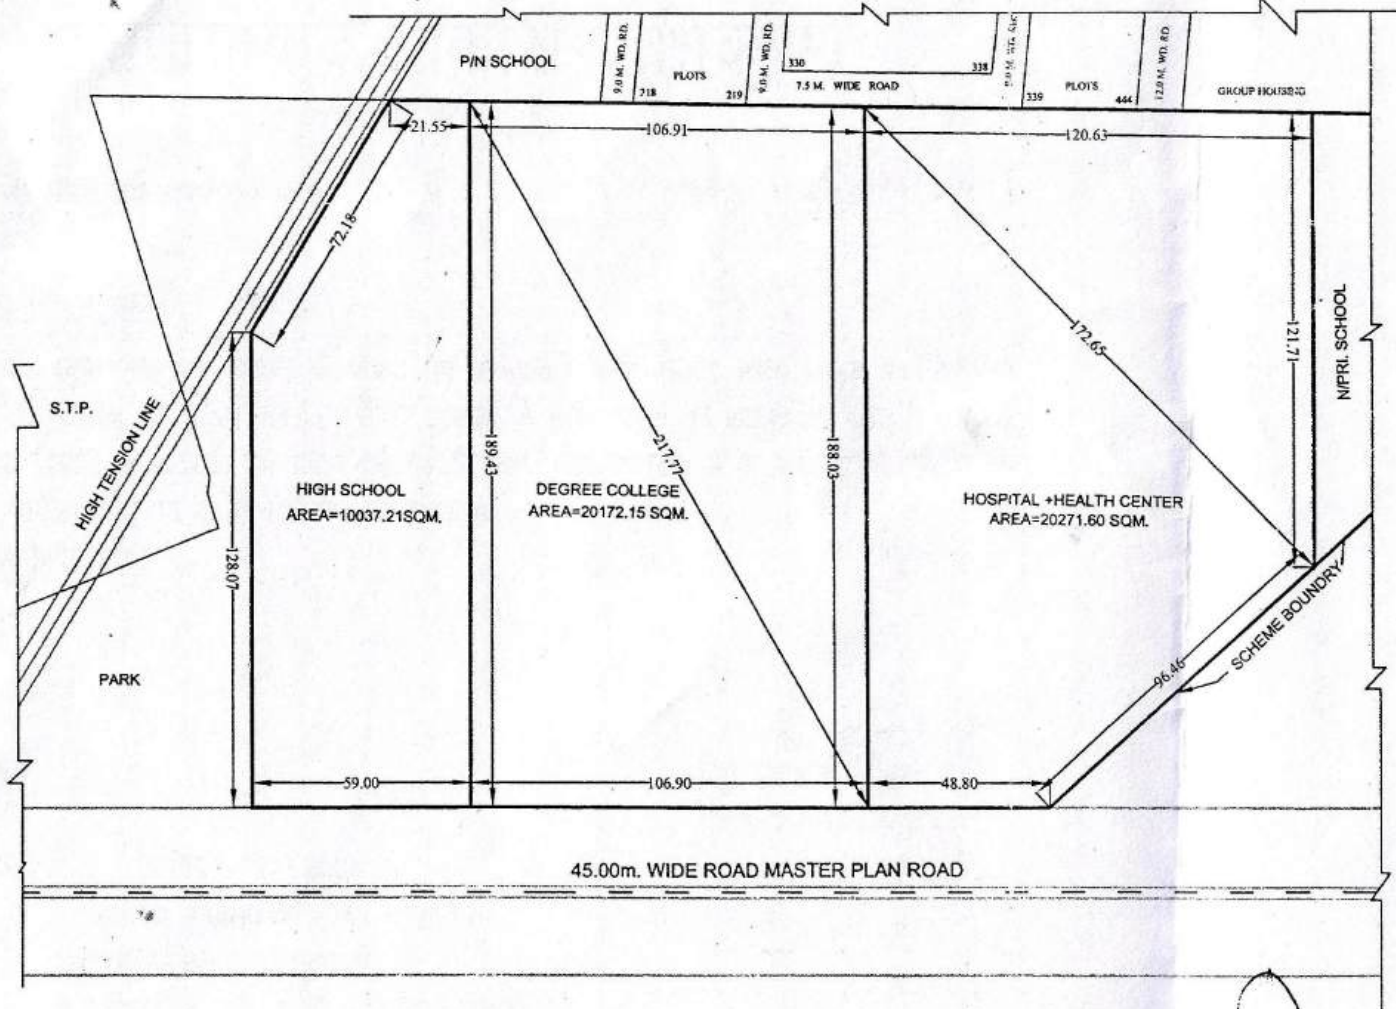 P/N SCHOOL
9.0 M. WD. RD.
218
PLOTS
219
9.0 M. WD. RD.
330
338
7.5 M. WIDE ROAD
339
PLOTS
444
12.0 M. WD. RD.
GROUP HOUSING
21.55
106.91
120.63
72.18
172.65
121.71
N/PRI. SCHOOL
S.T.P.
HIGH TENSION LINE
189.43
217.77
188.03
HIGH SCHOOL
AREA=10037.21SQM.
DEGREE COLLEGE
AREA=20172.15 SQM.
HOSPITAL +HEALTH CENTER
AREA=20271.60 SQM.
128.07
SCHEME BOUNDRY
96.46
PARK
59.00
106.90
48.80
45.00m. WIDE ROAD MASTER PLAN ROAD